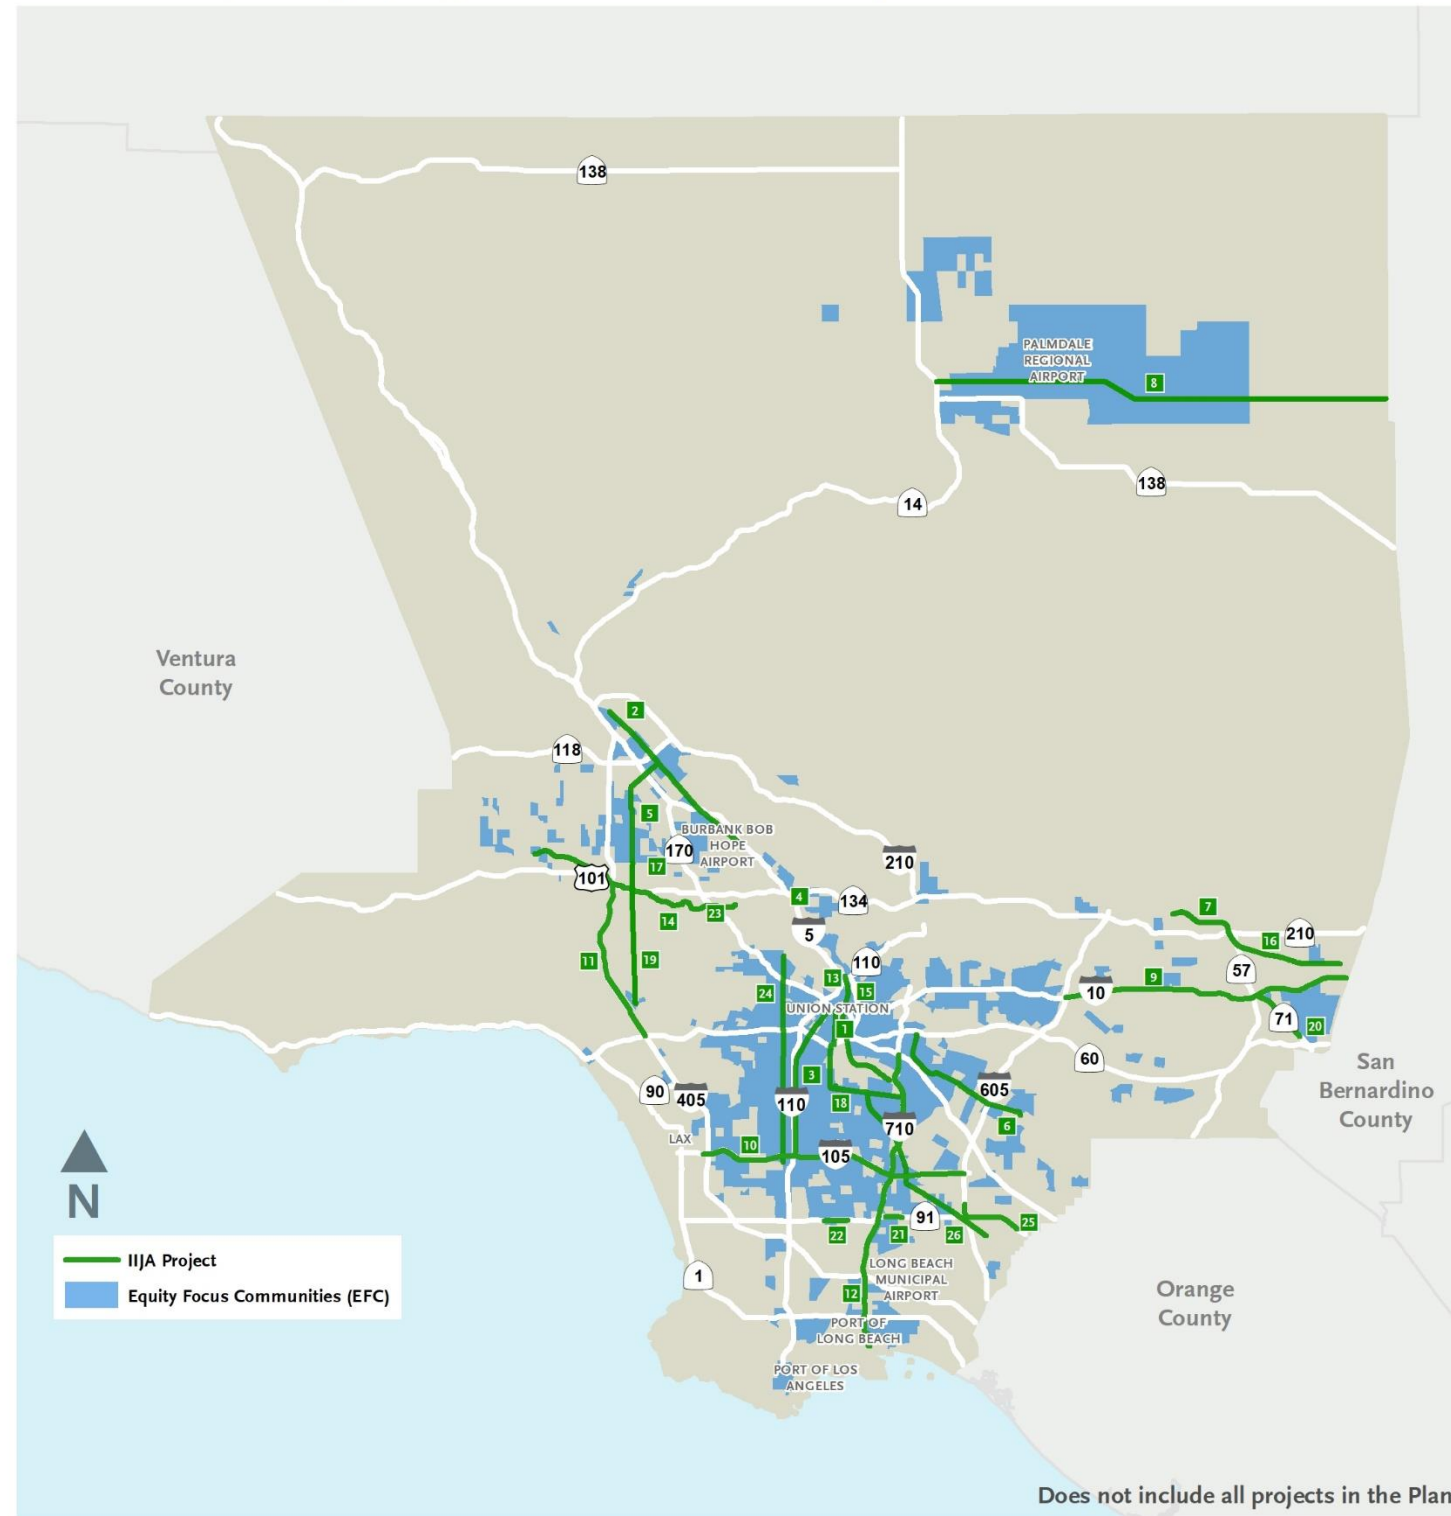 138
PALMDALE
REGIONAL
AIRPORT
8
138
14
Ventura
County
2
118
5
BURBANK BOB
HOPE
AIRPORT
170
17
101
210
4
134
14
23
5
7
210
16
11
19
110
13
15
24
UNION STATION
9
10
57
71
20
1
60
San
Bernardino
County
90
405
3
110
18
605
6
710
LAX
10
105
N
22
21
91
26
25
IIJA Project
Equity Focus Communities (EFC)
1
12
LONG BEACH
MUNICIPAL
AIRPORT
Orange
County
PORT OF
LONG BEACH
PORT OF LOS
ANGELES
Does not include all projects in the Plan